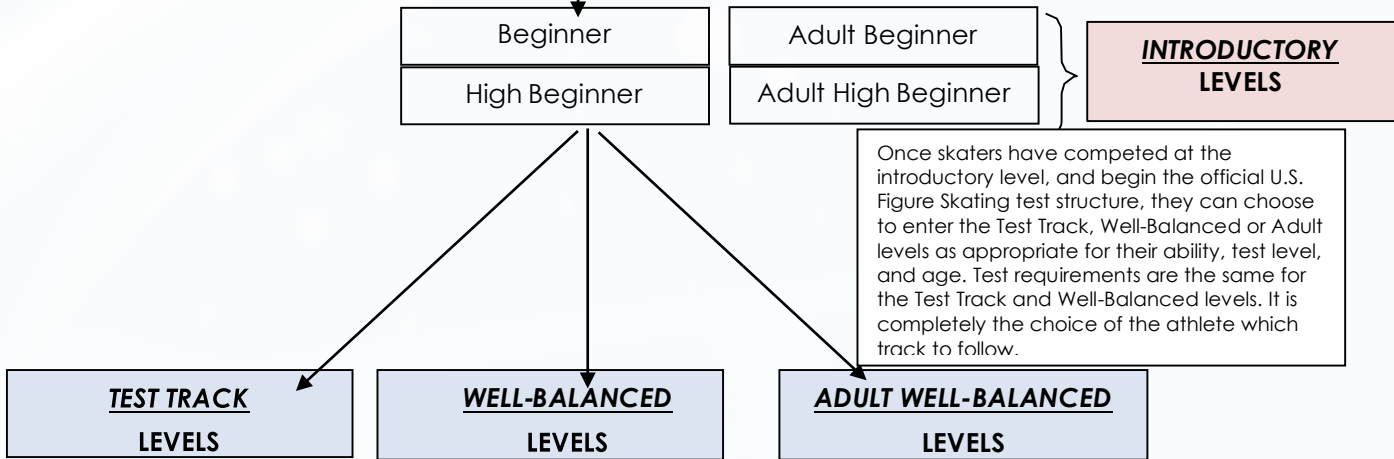 Beginner
Adult Beginner
INTRODUCTORY
LEVELS
High Beginner
Adult High Beginner
Once skaters have competed at the
introductory level, and begin the official U.S.
Figure Skating test structure, they can choose
to enter the Test Track, Well-Balanced or Adult
levels as appropriate for their ability, test level,
and age. Test requirements are the same for
the Test Track and Well-Balanced levels. It is
completely the choice of the athlete which
track to follow.
TEST TRACK
LEVELS
WELL-BALANCED
LEVELS
ADULT WELL-BALANCED
LEVELS